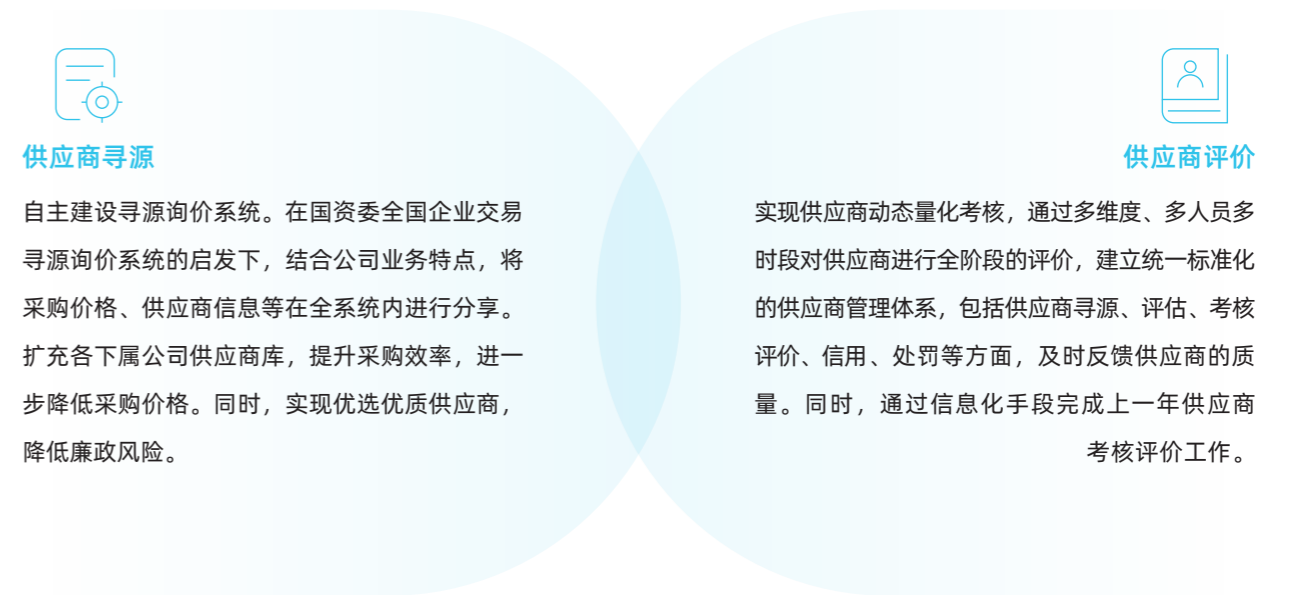 供应商寻源
自主建设寻源询价系统。在国资委全国企业交易
寻源询价系统的启发下，结合公司业务特点，将
采购价格、供应商信息等在全系统内进行分享。
扩充各下属公司供应商库，提升采购效率，进一
步降低采购价格。同时，实现优选优质供应商，
降低廉政风险。
供应商评价
实现供应商动态量化考核，通过多维度、多人员多
时段对供应商进行全阶段的评价，建立统一标准化
的供应商管理体系，包括供应商寻源、评估、考核
评价、信用、处罚等方面，及时反馈供应商的质
量。同时，通过信息化手段完成上一年供应商
考核评价工作。